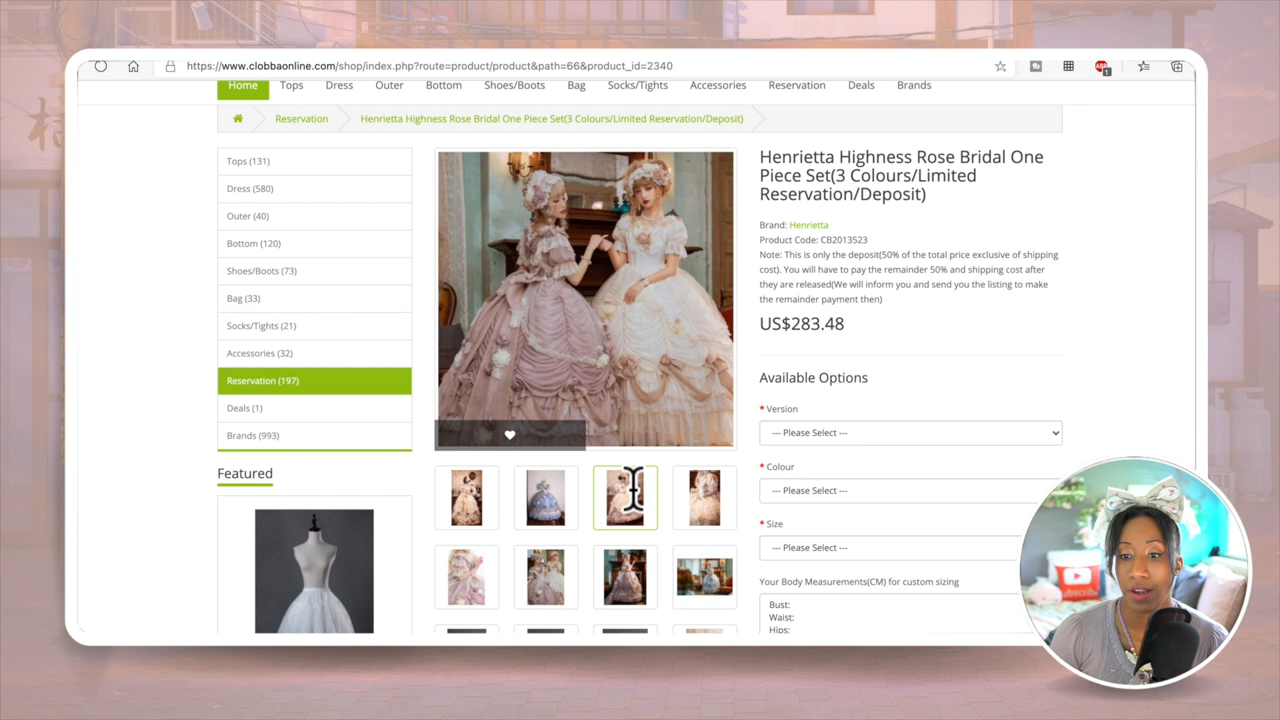 https://www.clobbaonline.com/shop/index.php?route=product/product&path=66&product_id=2340
ABP
1
Home Tops Dress Outer Bottom Shoes/Boots Bag Socks/Tights Accessories Reservation Deals Brands
Reservation Henrietta Highness Rose Bridal One Piece Set(3 Colours/Limited Reservation/Deposit)
Tops (131)
Dress (580)
Outer (40)
Bottom (120)
Shoes/Boots (73)
Bag (33)
Socks/Tights (21)
Accessories (32)
Reservation (197)
Deals (1)
Brands (993)
Featured
Henrietta Highness Rose Bridal One
Piece Set(3 Colours/Limited
Reservation/Deposit)
Brand: Henrietta
Product Code: CB2013523
Note: This is only the deposit(50% of the total price exclusive of shipping
cost). You will have to pay the remainder 50% and shipping cost after
they are released(We will inform you and send you the listing to make
the remainder payment then)
US$283.48
Available Options
* Version
--- Please Select ---
* Colour
--- Please Select ---
* Size
--- Please Select ---
Your Body Measurements(CM) for custom sizing
Bust:
Waist:
Hips:
SUBSCRIBE